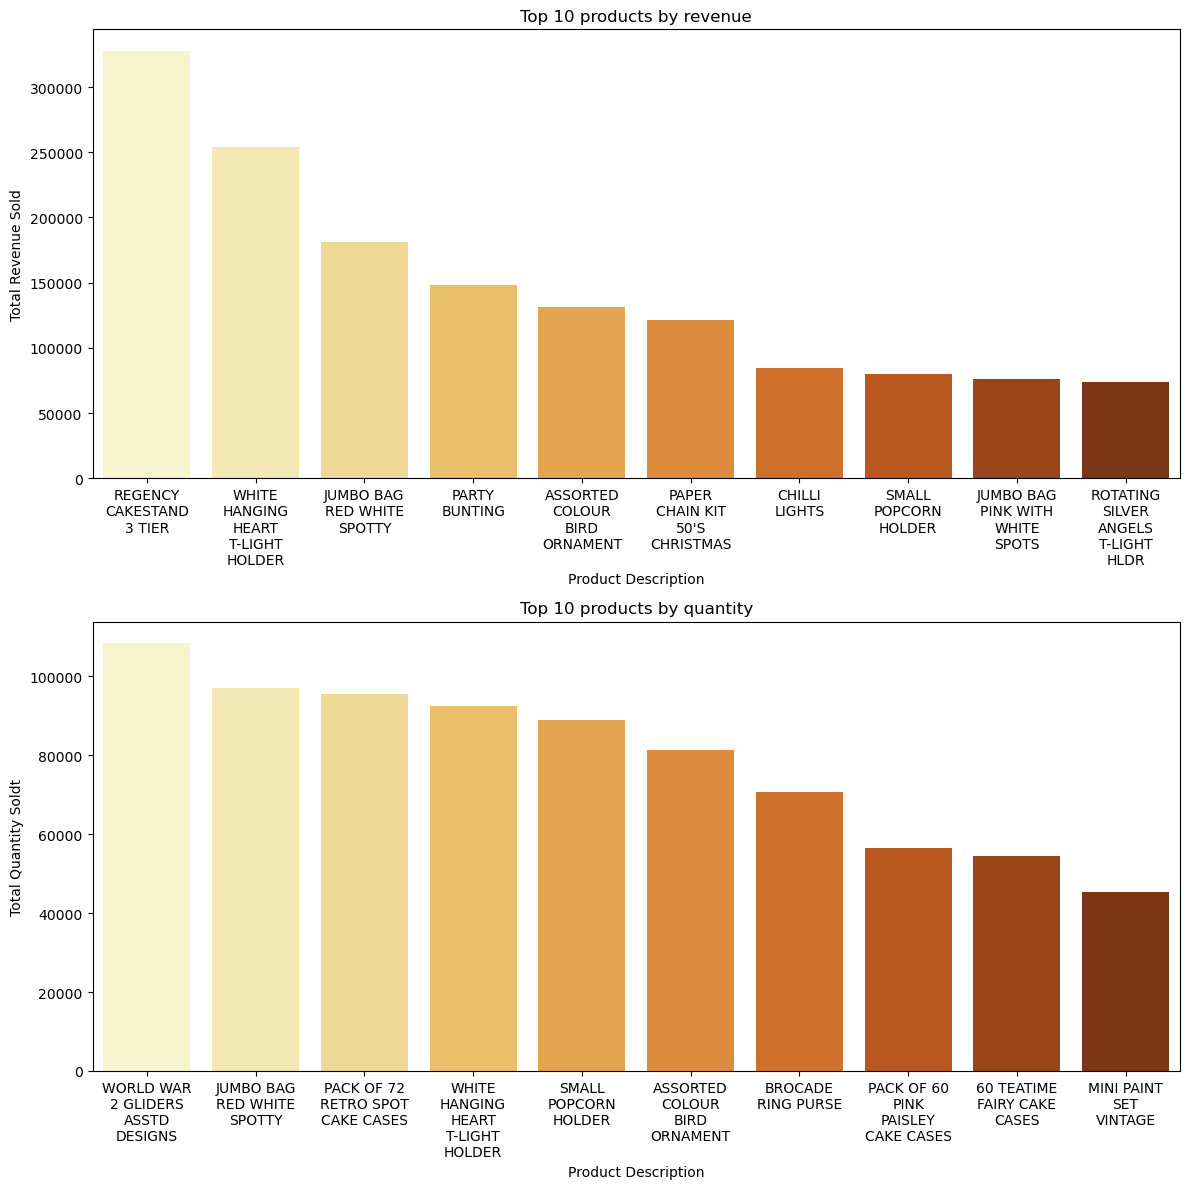 Top 10 products by revenue
Total Revenue Sold
300000
250000
200000
150000
100000
50000
0
REGENCY
CAKESTAND
3 TIER
WHITE
HANGING
HEART
T-LIGHT
HOLDER
JUMBO BAG
RED WHITE
SPOTTY
PARTY
BUNTING
ASSORTED
COLOUR
BIRD
ORNAMENT
PAPER
CHAIN KIT
50'S
CHRISTMAS
CHILLI
LIGHTS
SMALL
POPCORN
HOLDER
JUMBO BAG
PINK WITH
WHITE
SPOTS
ROTATING
SILVER
ANGELS
T-LIGHT
HLDR
Product Description
Top 10 products by quantity
Total Quantity Soldt
100000
80000
60000
40000
20000
0
WORLD WAR
2 GLIDERS
ASSTD
DESIGNS
JUMBO BAG
RED WHITE
SPOTTY
PACK OF 72
RETRO SPOT
CAKE CASES
WHITE
HANGING
HEART
T-LIGHT
HOLDER
SMALL
POPCORN
HOLDER
ASSORTED
COLOUR
BIRD
ORNAMENT
BROCADE
RING PURSE
PACK OF 60
PINK
PAISLEY
CAKE CASES
60 TEATIME
FAIRY CAKE
CASES
MINI PAINT
SET
VINTAGE
Product Description